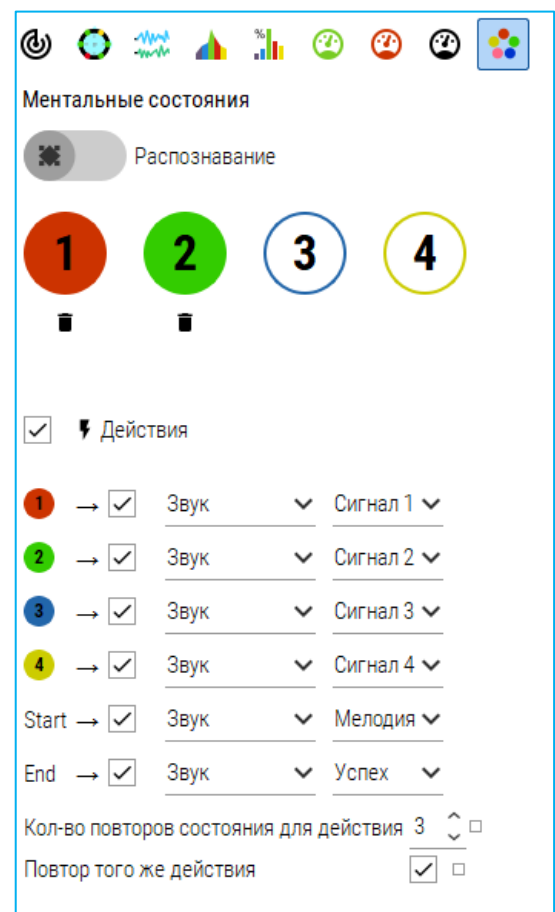 %
Ментальные состояния
Распознавание
1 2 3 4
Действия
1 → Звук Сигнал 1
2 → Звук Сигнал 2
3 → Звук Сигнал 3
4 → Звук Сигнал 4
Start → Звук Мелодия
End → Звук Успех
Кол-во повторов состояния для действия 3
Повтор того же действия